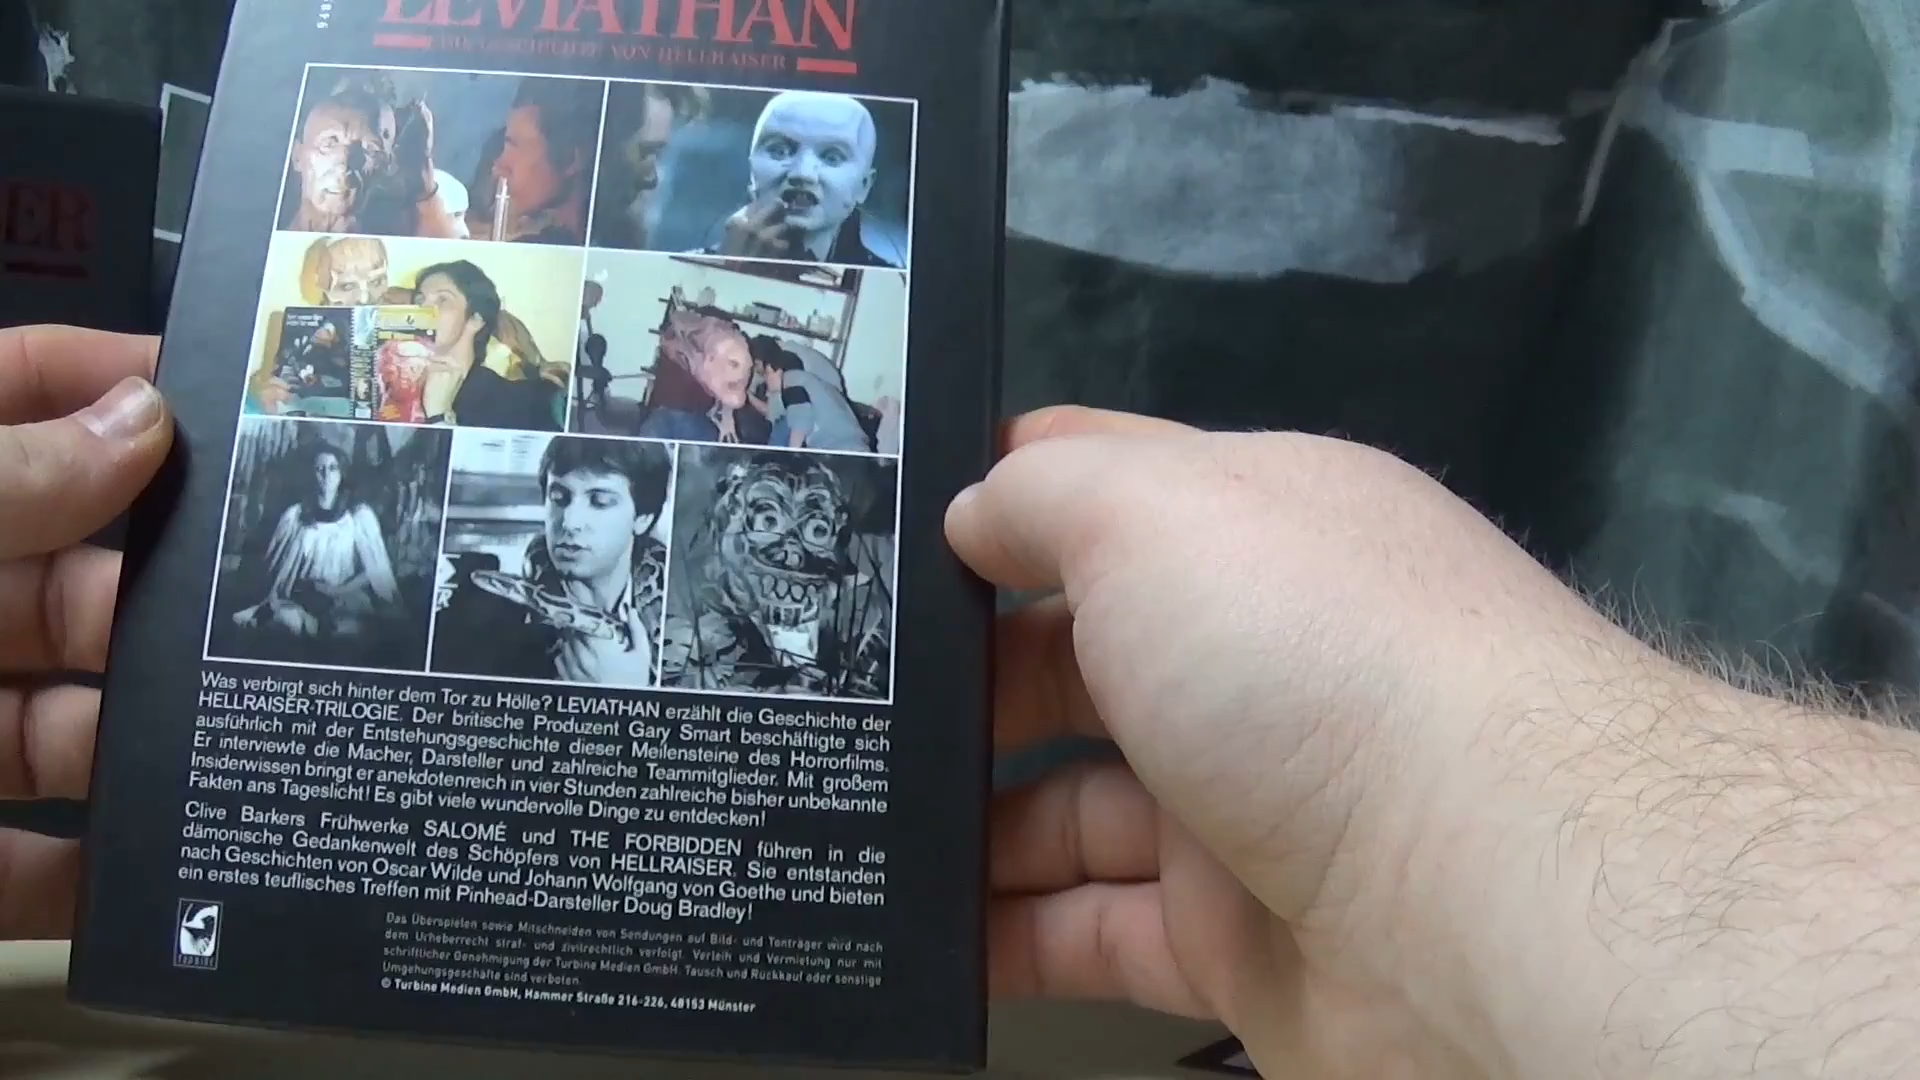 LEVIATHAN
DIE GESCHICHTE VON HELLRAISER
ER
Was verbirgt sich hinter dem Tor zu Hölle? LEVIATHAN erzählt die Geschichte der
HELLRAISER-TRILOGIE. Der britische Produzent Gary Smart beschäftigte sich
ausführlich mit der Entstehungsgeschichte dieser Meilensteine des Horrorfilms.
Er interviewte die Macher, Darsteller und zahlreiche Teammitglieder. Mit großem
Insiderwissen bringt er anekdotenreich in vier Stunden zahlreiche bisher unbekannte
Fakten ans Tageslicht! Es gibt viele wundervolle Dinge zu entdecken!
Clive Barkers Frühwerke SALOMÉ und THE FORBIDDEN führen in die
dämonische Gedankenwelt des Schöpfers von HELLRAISER. Sie entstanden
nach Geschichten von Oscar Wilde und Johann Wolfgang von Goethe und bieten
ein erstes teuflisches Treffen mit Pinhead-Darsteller Doug Bradley!
TURBINE
Das Überspielen sowie Mitschneiden von Sendungen auf Bild- und Tonträger wird nach
dem Urheberrecht straf- und zivilrechtlich verfolgt. Verleih und Vermietung nur mit
schriftlicher Genehmigung der Turbine Medien GmbH. Tausch und Rückkauf oder sonstige
Umgehungsgeschäfte sind verboten.
© Turbine Medien GmbH, Hammer Straße 216-226, 48153 Münster